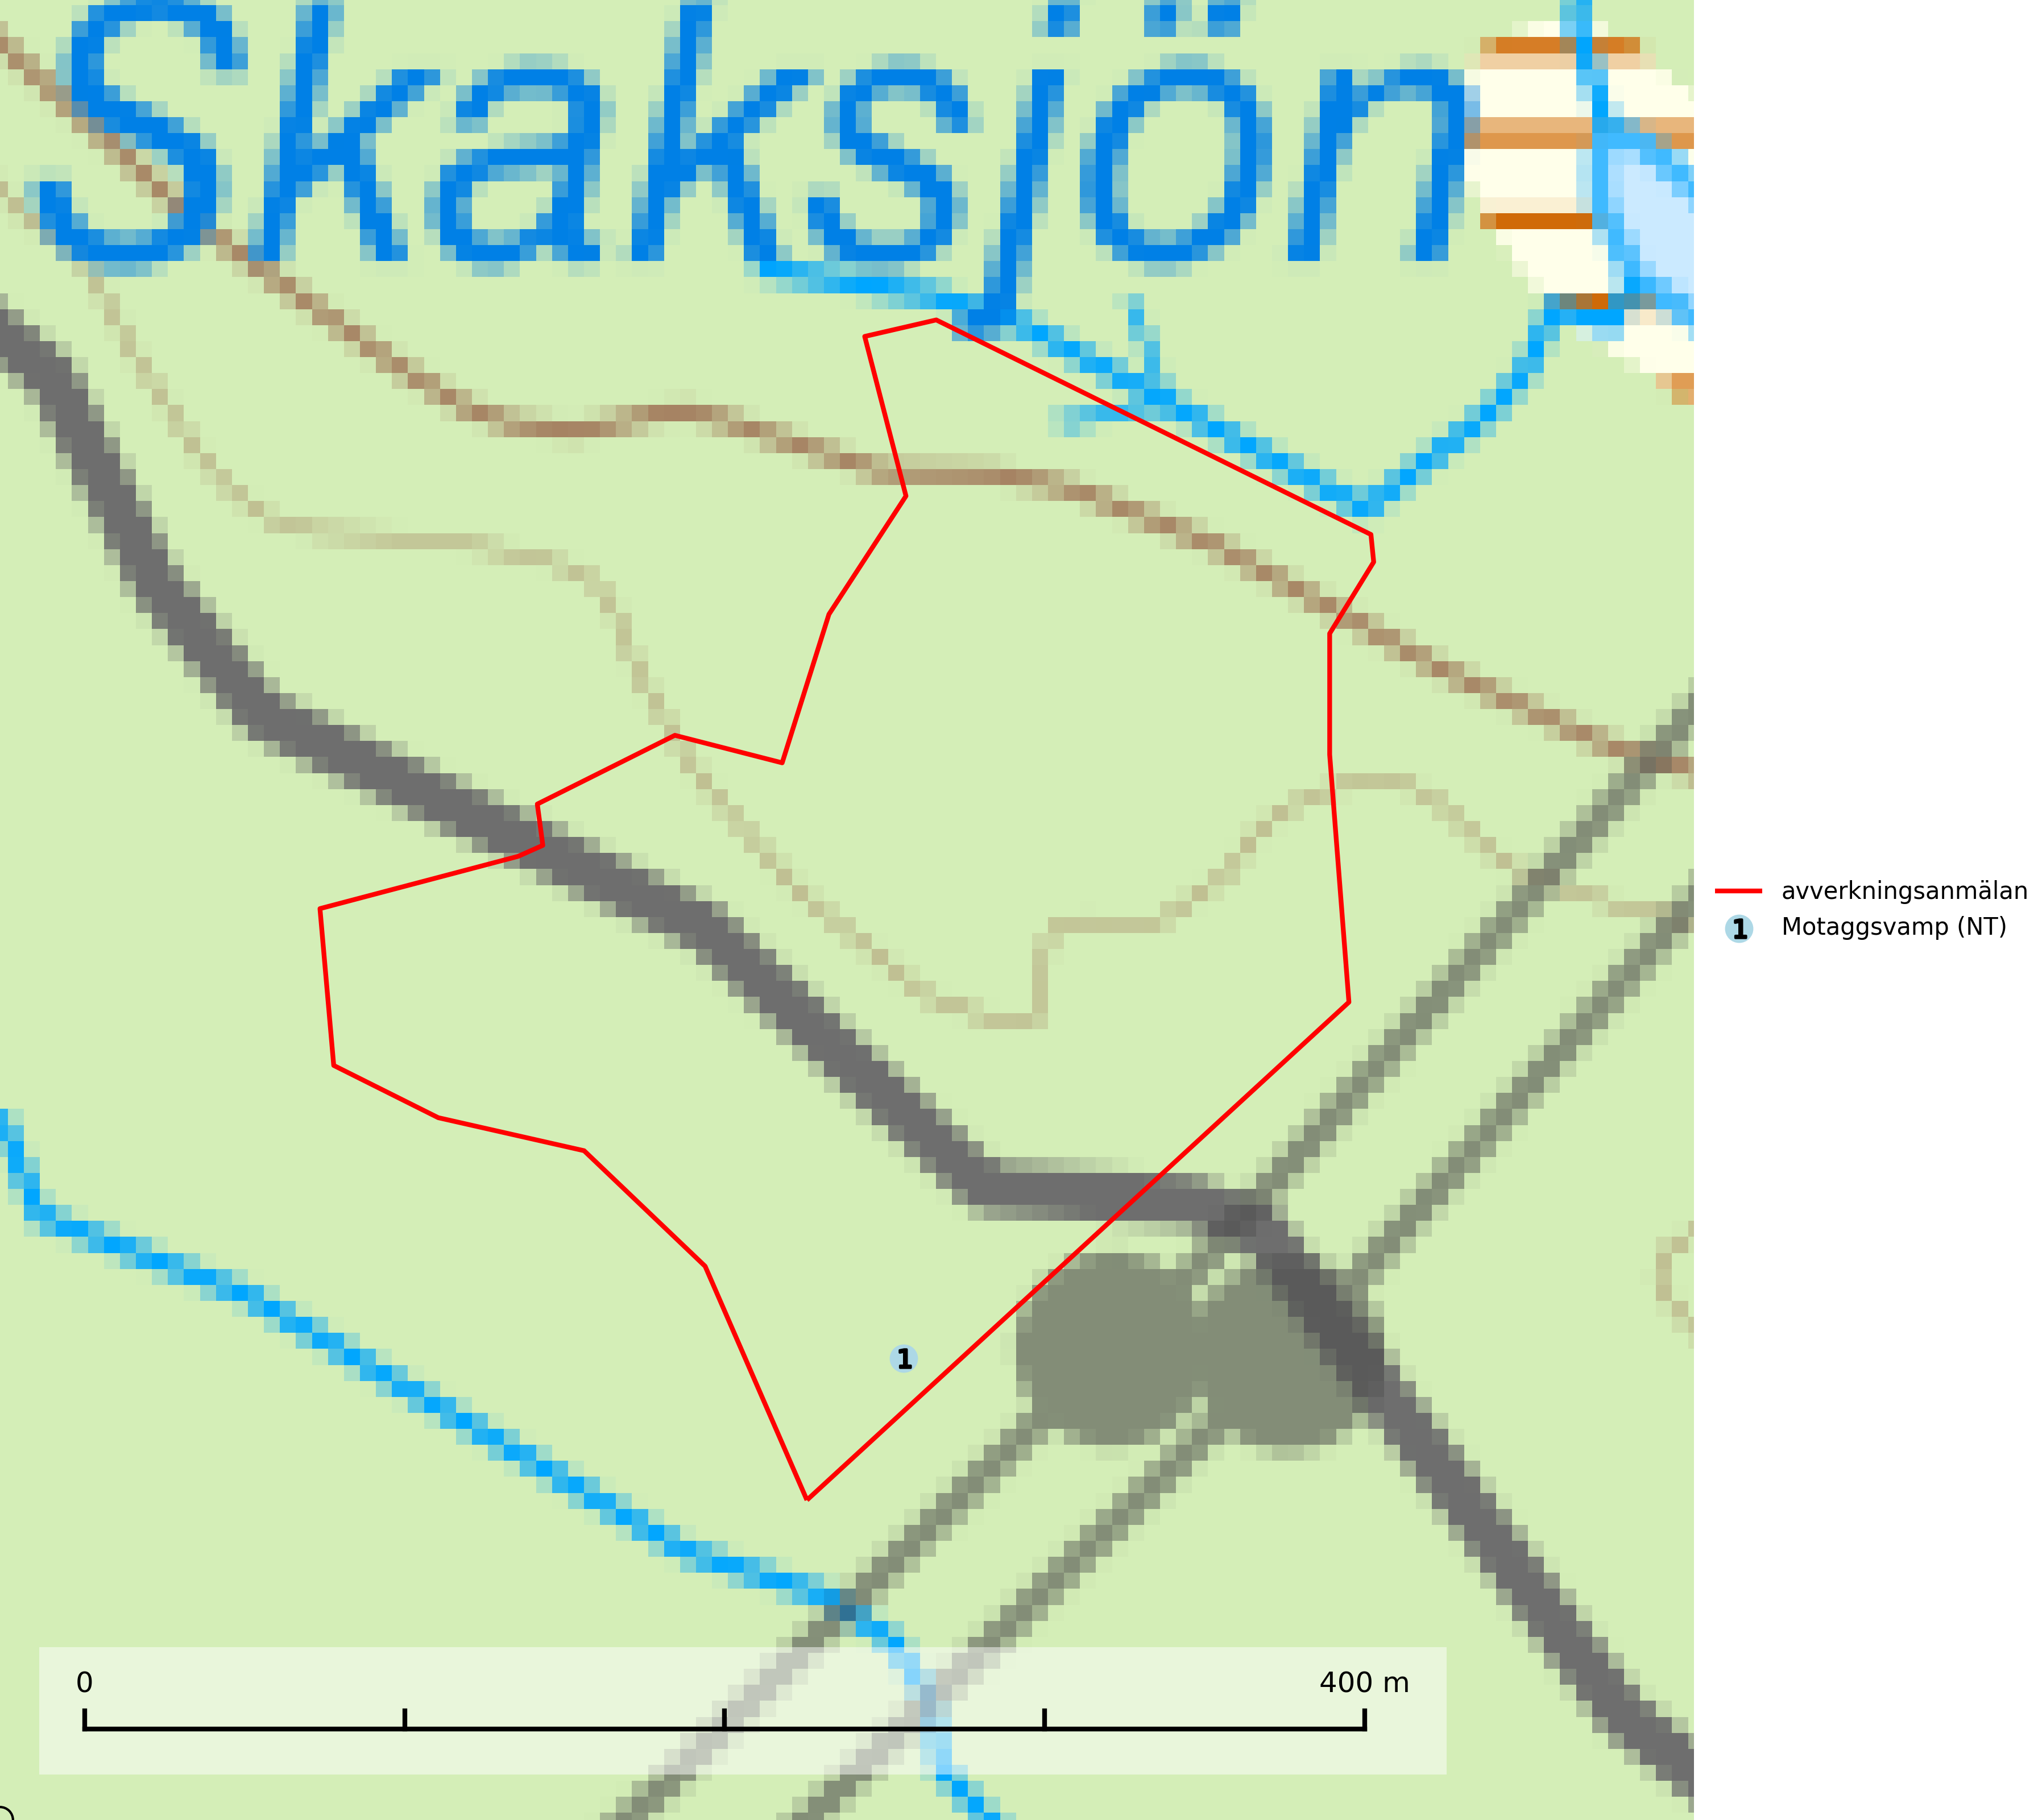 Skaksjön
avverkningsanmälan
1 Motaggsvamp (NT)
1
0 400 m